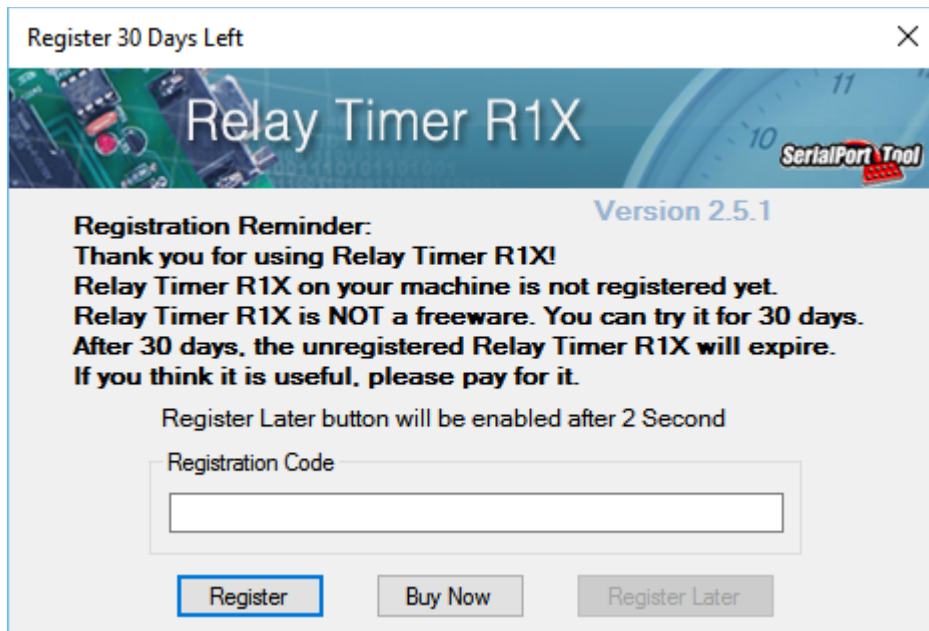 Register 30 Days Left
Relay Timer R1X
11
10
SerialPort Tool
Version 2.5.1
Registration Reminder:
Thank you for using Relay Timer R1X!
Relay Timer R1X on your machine is not registered yet.
Relay Timer R1X is NOT a freeware. You can try it for 30 days.
After 30 days, the unregistered Relay Timer R1X will expire.
If you think it is useful, please pay for it.
Register Later button will be enabled after 2 Second
Registration Code
Register
Buy Now
Register Later